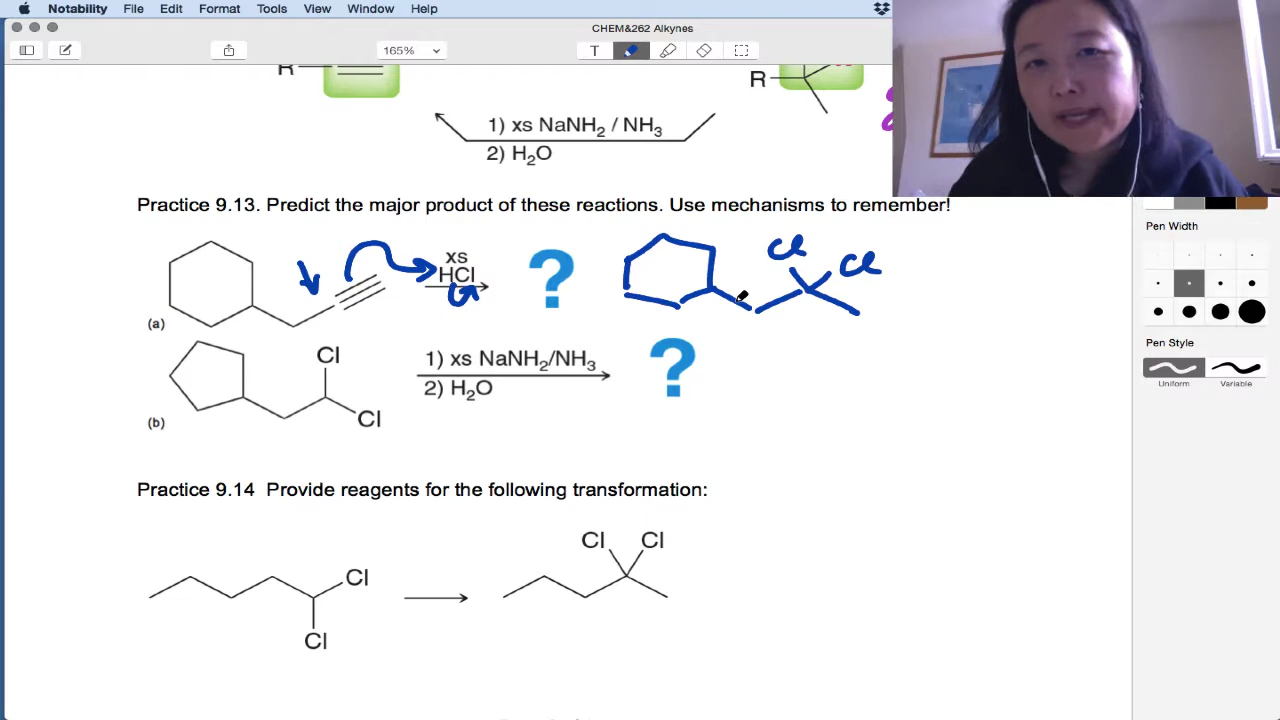 Notability File Edit Format Tools View Window Help
CHEM&262 Alkynes
T
165%
R
R
1) xs NaNH₂ / NH₃
2) H₂O
Practice 9.13. Predict the major product of these reactions. Use mechanisms to remember!
xs
HCl
?
Cl
Cl
(a)
Cl
Cl
1) xs NaNH₂/NH₃
2) H₂O
?
(b)
Practice 9.14 Provide reagents for the following transformation:
Cl
Cl
Cl Cl
Pen Width
Pen Style
Uniform Variable